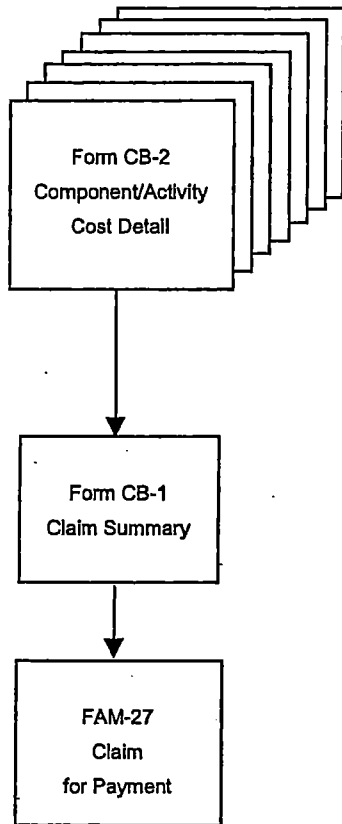 Form CB-2
Component/Activity
Cost Detail
Form CB-1
Claim Summary
FAM-27
Claim
for Payment